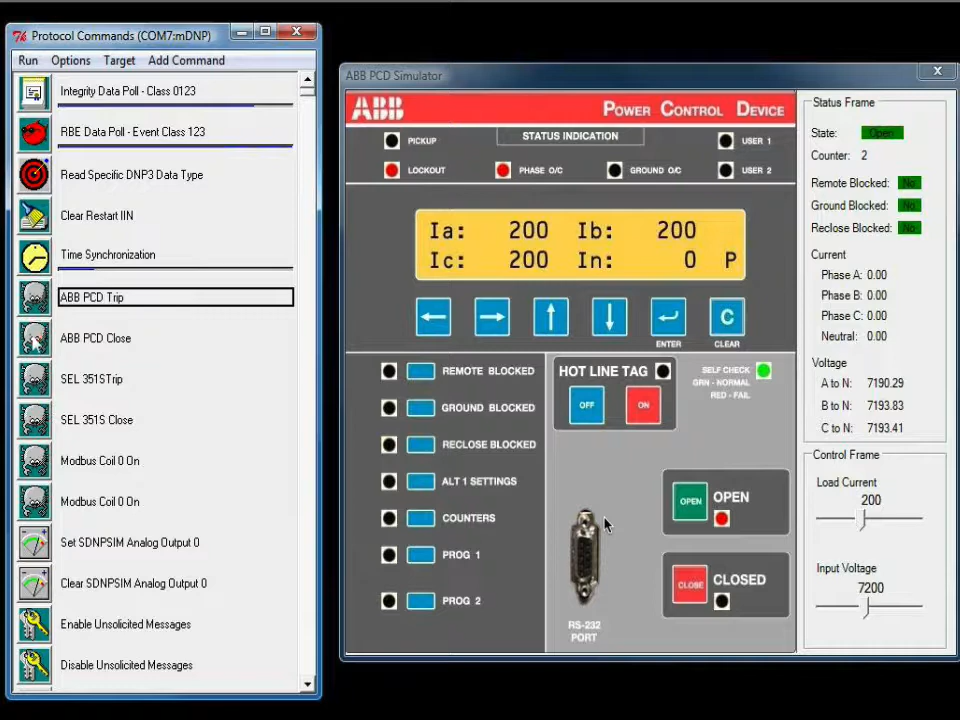 Protocol Commands (COM7:mDNP)
Run Options Target Add Command
Integrity Data Poll - Class 0123
RBE Data Poll - Event Class 123
Read Specific DNP3 Data Type
Clear Restart IIN
Time Synchronization
ABB PCD Trip
ABB PCD Close
SEL 351STrip
SEL 351S Close
Modbus Coil 0 On
Modbus Coil 0 On
Set SDNPSIM Analog Output 0
Clear SDNPSIM Analog Output 0
Enable Unsolicited Messages
Disable Unsolicited Messages
ABB PCD Simulator
ABB POWER CONTROL DEVICE
STATUS INDICATION
PICKUP USER 1
LOCKOUT PHASE O/C GROUND O/C USER 2
Ia: 200 Ib: 200
Ic: 200 In: 0 P
C
ENTER CLEAR
REMOTE BLOCKED
GROUND BLOCKED
RECLOSE BLOCKED
ALT 1 SETTINGS
COUNTERS
PROG 1
PROG 2
HOT LINE TAG
OFF ON
SELF CHECK
GRN - NORMAL
RED - FAIL
OPEN OPEN
CLOSE CLOSED
RS-232
PORT
Status Frame
State: Open
Counter: 2
Remote Blocked: No
Ground Blocked: No
Reclose Blocked: No
Current
Phase A: 0.00
Phase B: 0.00
Phase C: 0.00
Neutral: 0.00
Voltage
A to N: 7190.29
B to N: 7193.83
C to N: 7193.41
Control Frame
Load Current
200
Input Voltage
7200